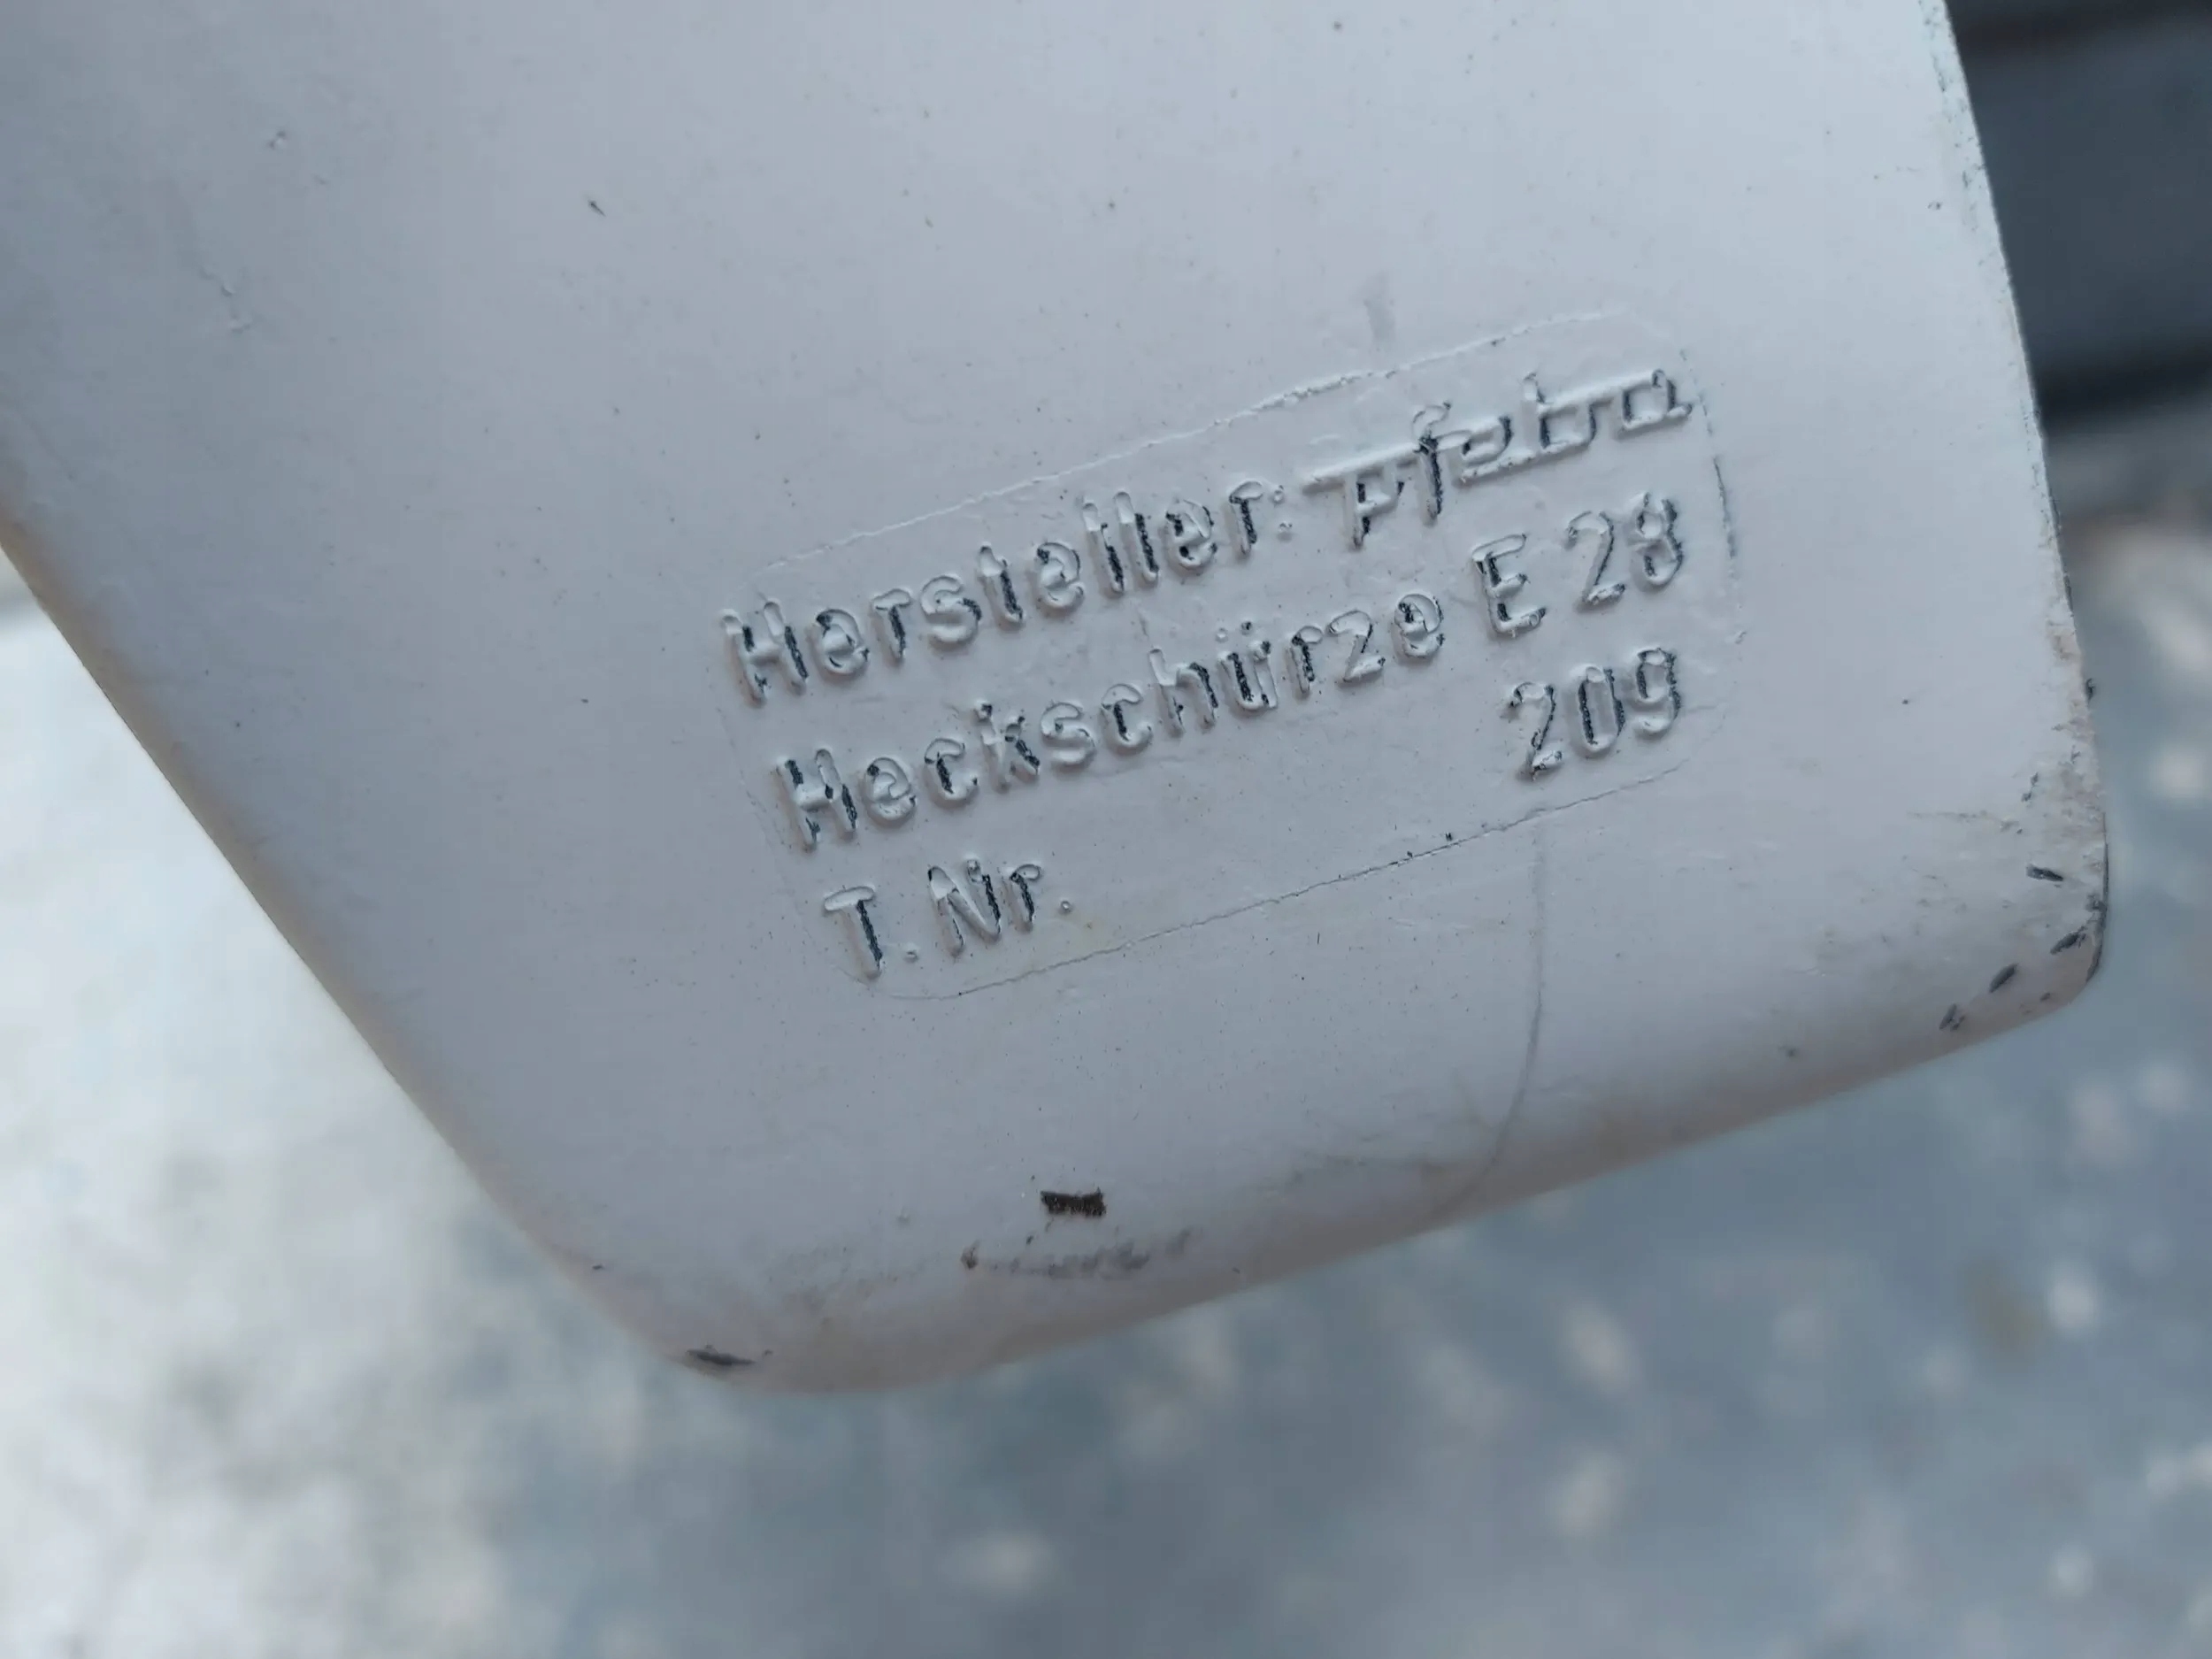 Hersteller: Pfeba
Heckschürze E 28
T. Nr. 209